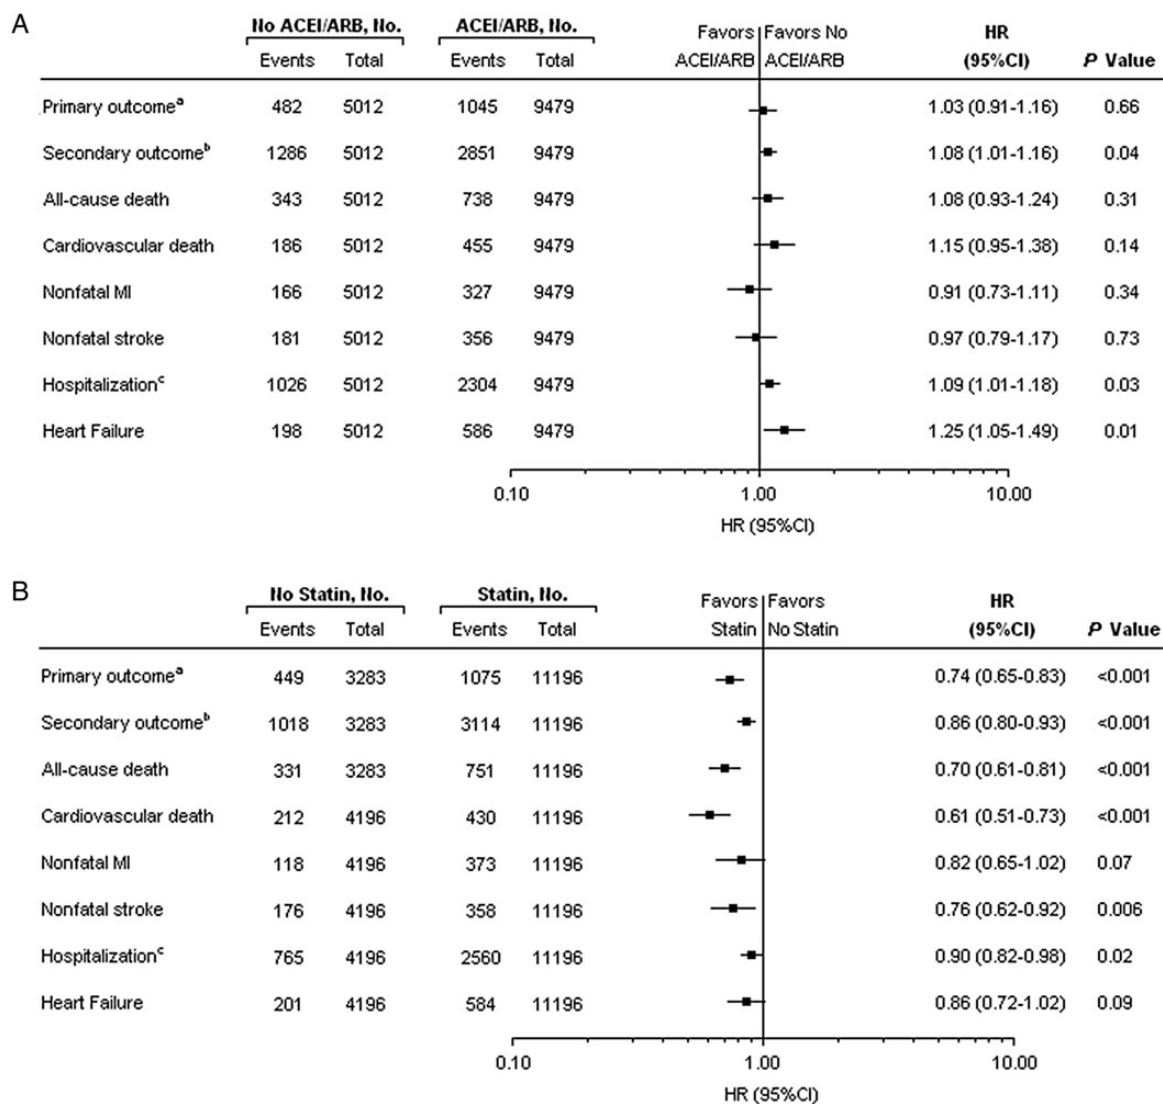 A
No ACEI/ARB, No. ACEI/ARB, No. Favors Favors No HR
Events Total Events Total ACEI/ARB ACEI/ARB (95%CI) P Value
Primary outcomeᵃ 482 5012 1045 9479 1.03 (0.91-1.16) 0.66
Secondary outcomeᵇ 1286 5012 2851 9479 1.08 (1.01-1.16) 0.04
All-cause death 343 5012 738 9479 1.08 (0.93-1.24) 0.31
Cardiovascular death 186 5012 455 9479 1.15 (0.95-1.38) 0.14
Nonfatal MI 166 5012 327 9479 0.91 (0.73-1.11) 0.34
Nonfatal stroke 181 5012 356 9479 0.97 (0.79-1.17) 0.73
Hospitalizationᶜ 1026 5012 2304 9479 1.09 (1.01-1.18) 0.03
Heart Failure 198 5012 586 9479 1.25 (1.05-1.49) 0.01
0.10 1.00 10.00
HR (95%CI)
B
No Statin, No. Statin, No. Favors Favors HR
Events Total Events Total Statin No Statin (95%CI) P Value
Primary outcomeᵃ 449 3283 1075 11196 0.74 (0.65-0.83) <0.001
Secondary outcomeᵇ 1018 3283 3114 11196 0.86 (0.80-0.93) <0.001
All-cause death 331 3283 751 11196 0.70 (0.61-0.81) <0.001
Cardiovascular death 212 4196 430 11196 0.61 (0.51-0.73) <0.001
Nonfatal MI 118 4196 373 11196 0.82 (0.65-1.02) 0.07
Nonfatal stroke 176 4196 358 11196 0.76 (0.62-0.92) 0.006
Hospitalizationᶜ 765 4196 2560 11196 0.90 (0.82-0.98) 0.02
Heart Failure 201 4196 584 11196 0.86 (0.72-1.02) 0.09
0.10 1.00 10.00
HR (95%CI)